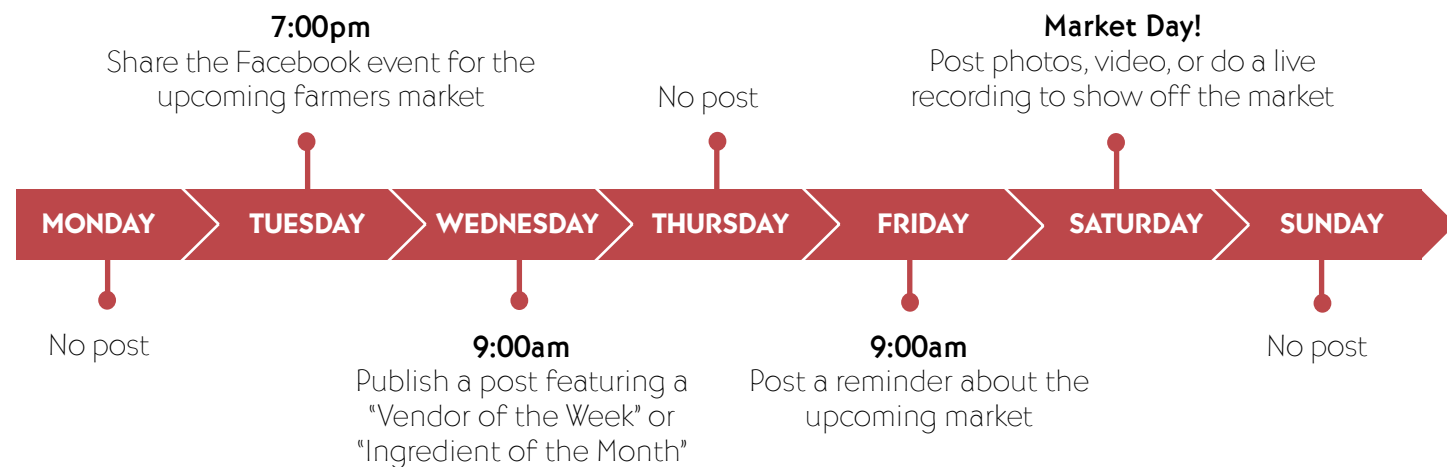 7:00pm
Share the Facebook event for the
upcoming farmers market
No post
Market Day!
Post photos, video, or do a live
recording to show off the market
MONDAY
TUESDAY
WEDNESDAY
THURSDAY
FRIDAY
SATURDAY
SUNDAY
No post
9:00am
Publish a post featuring a
“Vendor of the Week” or
“Ingredient of the Month”
9:00am
Post a reminder about the
upcoming market
No post